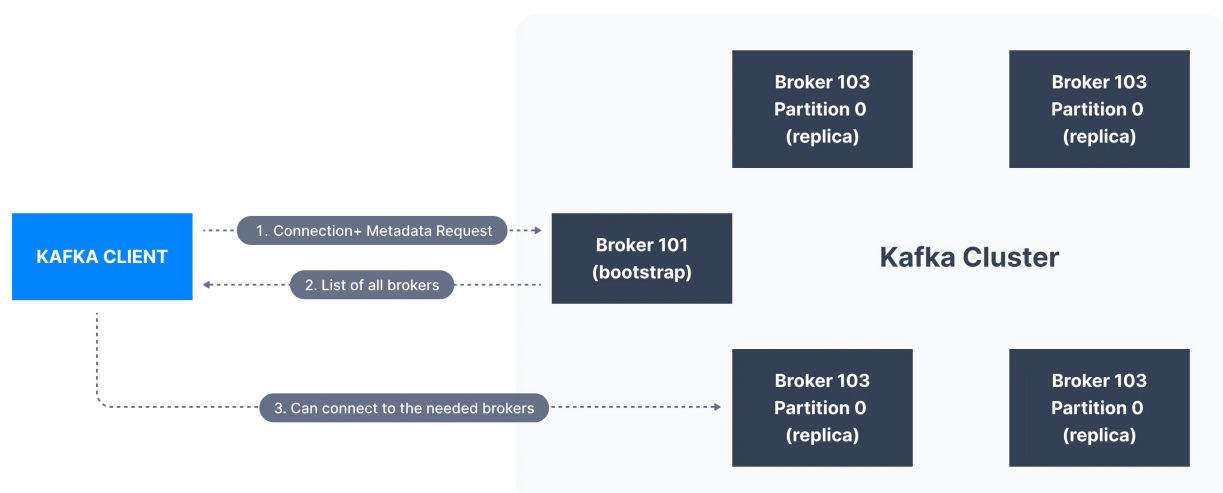 Broker 103
Partition 0
(replica)
Broker 103
Partition 0
(replica)
KAFKA CLIENT
1. Connection+ Metadata Request
2. List of all brokers
Broker 101
(bootstrap)
Kafka Cluster
3. Can connect to the needed brokers
Broker 103
Partition 0
(replica)
Broker 103
Partition 0
(replica)